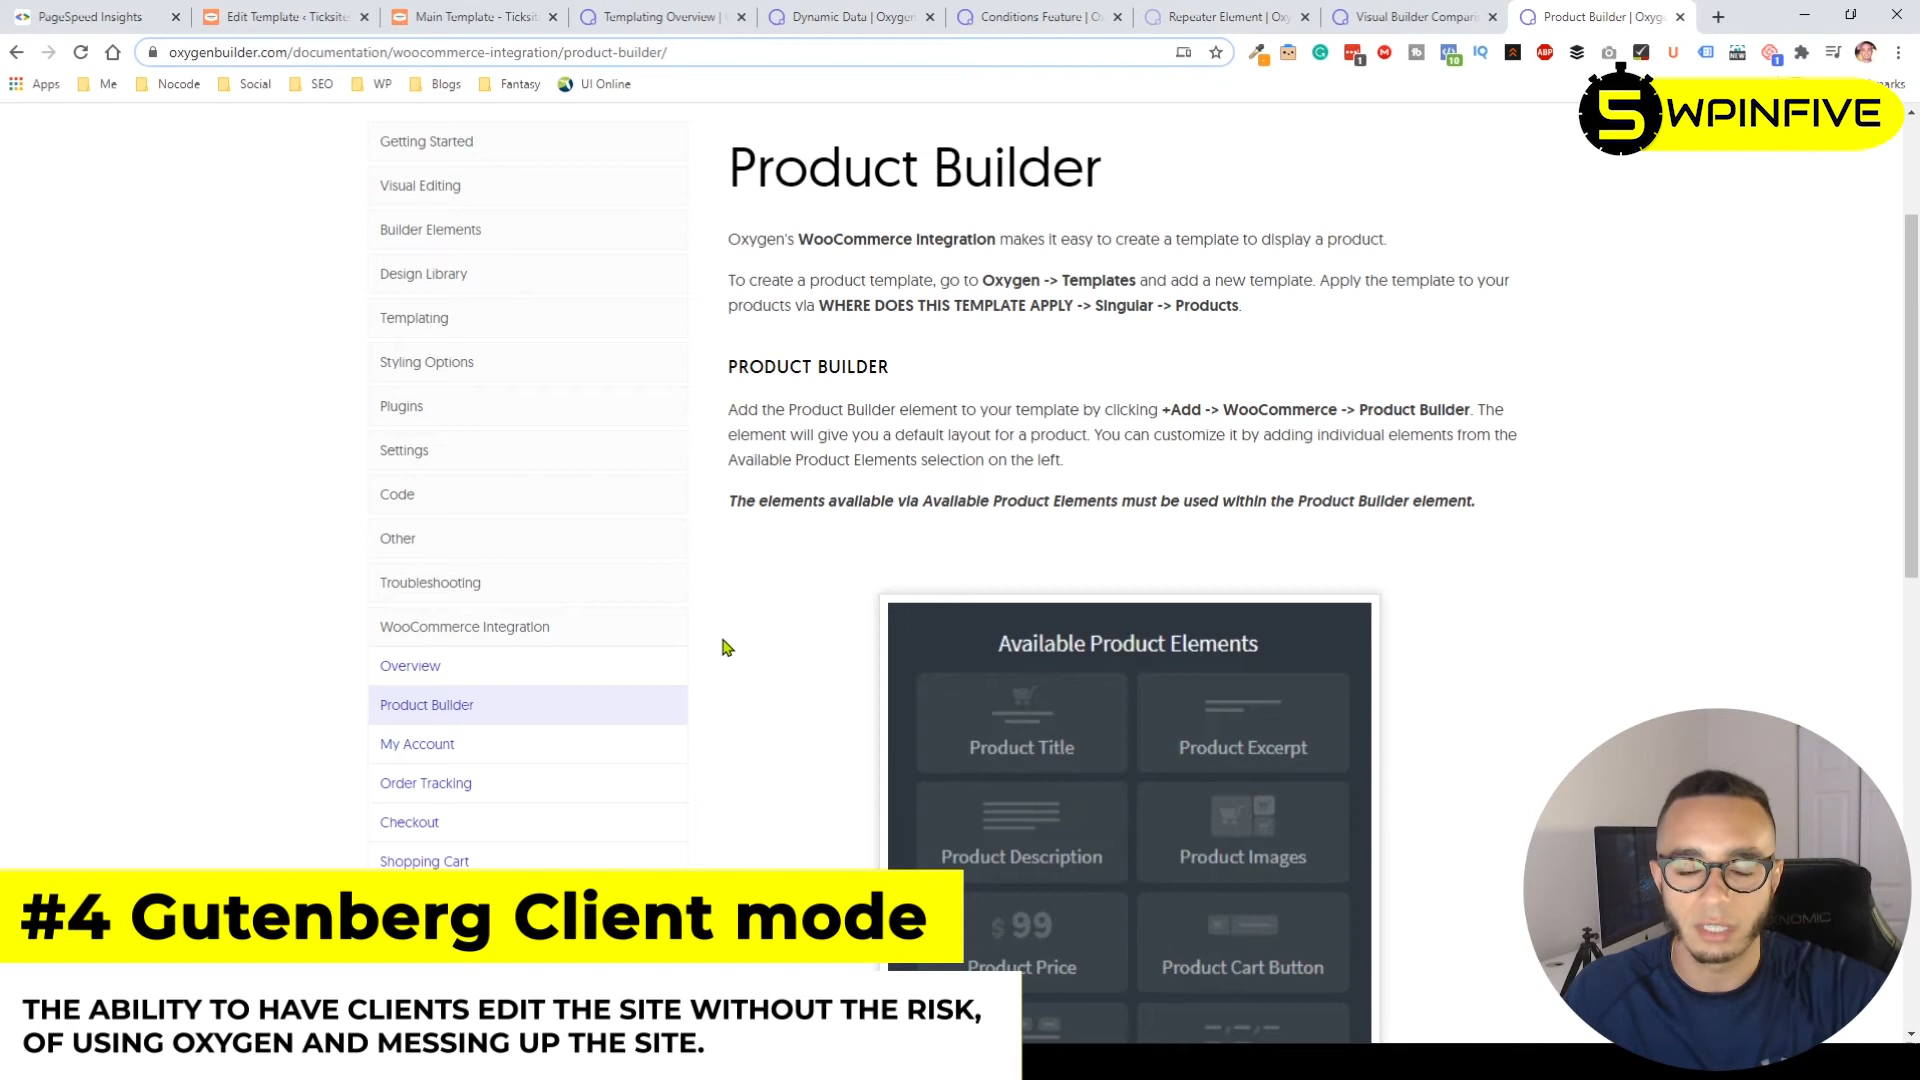 PageSpeed Insights
Edit Template ‹ Ticksite
Main Template - Ticksit
Templating Overview |
Dynamic Data | Oxygen
Conditions Feature | O
Repeater Element | Oxy
Visual Builder Compari
Product Builder | Oxyg
oxygenbuilder.com/documentation/woocommerce-integration/product-builder/
Apps
Me
Nocode
Social
SEO
WP
Blogs
Fantasy
UI Online
5 WPINFIVE
Getting Started
Visual Editing
Builder Elements
Design Library
Templating
Styling Options
Plugins
Settings
Code
Other
Troubleshooting
WooCommerce Integration
Overview
Product Builder
My Account
Order Tracking
Checkout
Shopping Cart
Product Builder
Oxygen's WooCommerce Integration makes it easy to create a template to display a product.
To create a product template, go to Oxygen -> Templates and add a new template. Apply the template to your
products via WHERE DOES THIS TEMPLATE APPLY -> Singular -> Products.
PRODUCT BUILDER
Add the Product Builder element to your template by clicking +Add -> WooCommerce -> Product Builder. The
element will give you a default layout for a product. You can customize it by adding individual elements from the
Available Product Elements selection on the left.
The elements available via Available Product Elements must be used within the Product Builder element.
Available Product Elements
Product Title
Product Excerpt
Product Description
Product Images
$ 99
Product Price
Product Cart Button
#4 Gutenberg Client mode
THE ABILITY TO HAVE CLIENTS EDIT THE SITE WITHOUT THE RISK,
OF USING OXYGEN AND MESSING UP THE SITE.